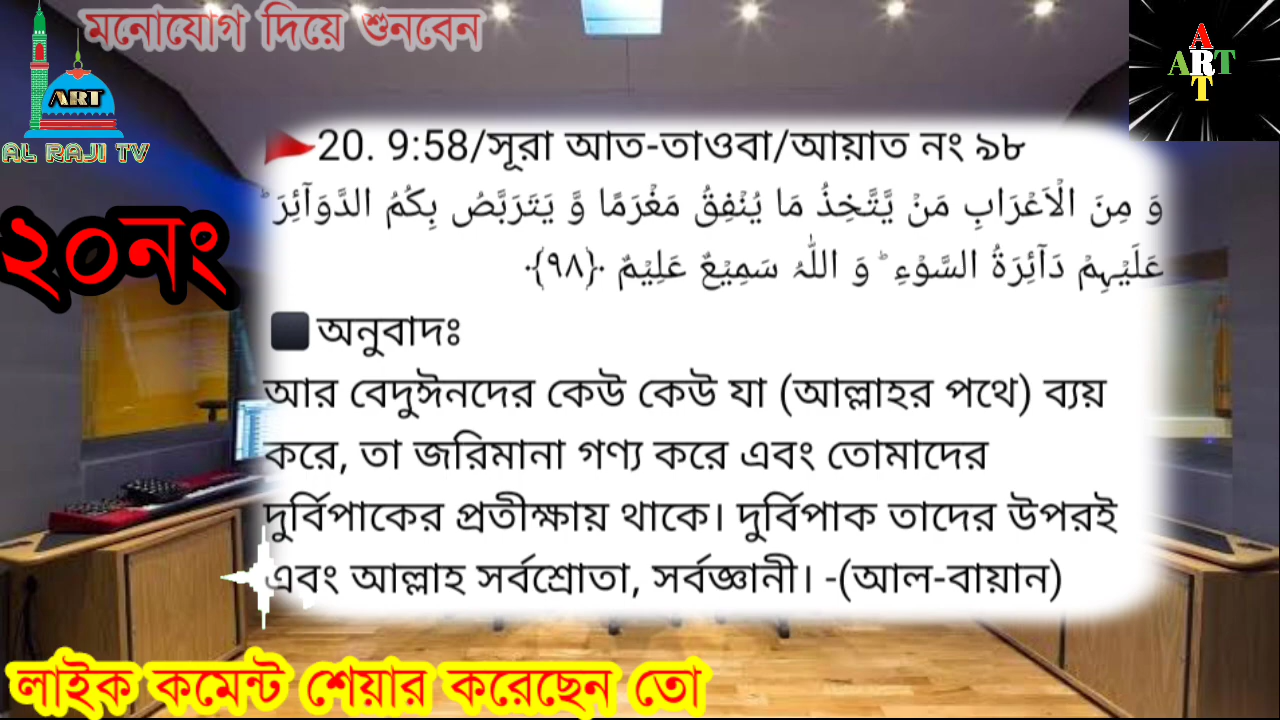 মনোযোগ দিয়ে শুনবেন
A
ART
T
ART
AL RAJI TV
20. 9:58/সূরা আত-তাওবা/আয়াত নং ৯৮
وَ مِنَ الۡاَعۡرَابِ مَنۡ یَّتَّخِذُ مَا یُنۡفِقُ مَغۡرَمًا وَّ یَتَرَبَّصُ بِکُمُ الدَّوَآئِرَ ؕ
عَلَیۡہِمۡ دَآئِرَۃُ السَّوۡءِ ؕ وَ اللّٰہُ سَمِیۡعٌ عَلِیۡمٌ ﴿۹۸﴾
২০নং
অনুবাদঃ
আর বেদুঈনদের কেউ কেউ যা (আল্লাহর পথে) ব্যয়
করে, তা জরিমানা গণ্য করে এবং তোমাদের
দুর্বিপাকের প্রতীক্ষায় থাকে। দুর্বিপাক তাদের উপরই
এবং আল্লাহ সর্বশ্রোতা, সর্বজ্ঞানী। -(আল-বায়ান)
লাইক কমেন্ট শেয়ার করেছেন তো